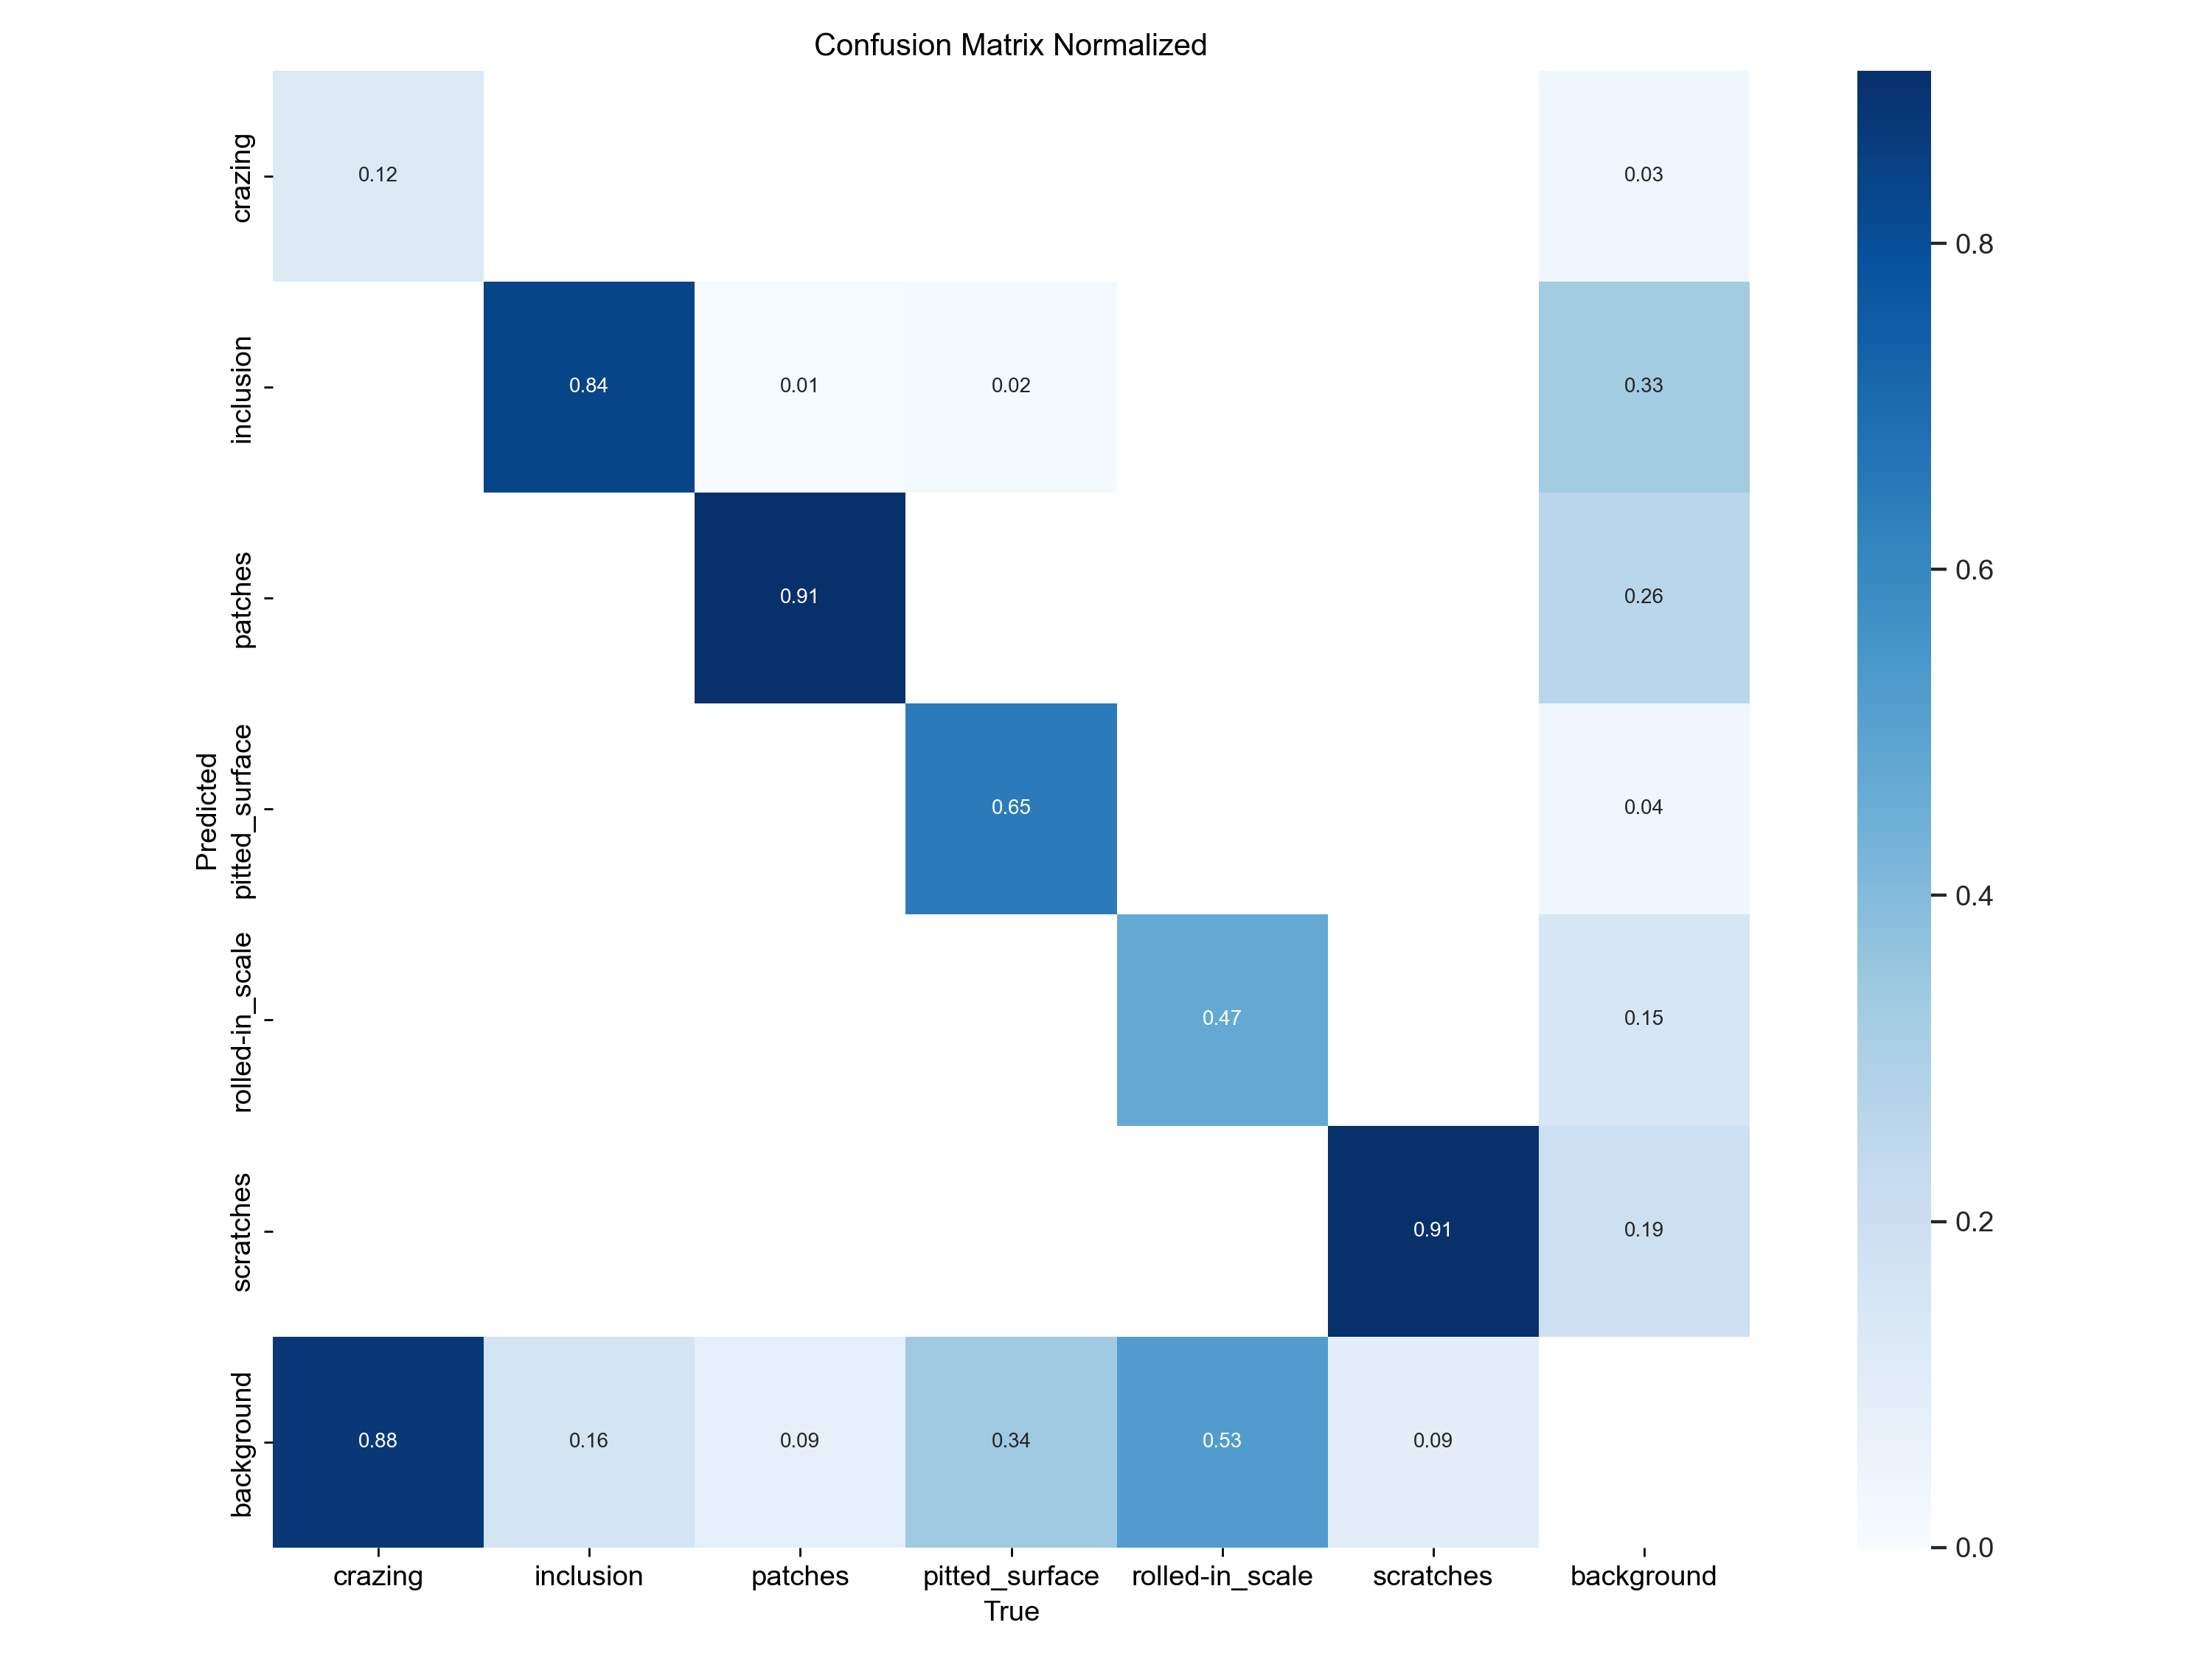 Confusion Matrix Normalized
crazing
0.12
0.03
inclusion
0.84
0.01
0.02
0.33
patches
0.91
0.26
Predicted
pitted_surface
0.65
0.04
rolled-in_scale
0.47
0.15
scratches
0.91
0.19
background
0.88
0.16
0.09
0.34
0.53
0.09
crazing
inclusion
patches
pitted_surface
rolled-in_scale
scratches
background
True
0.8
0.6
0.4
0.2
0.0